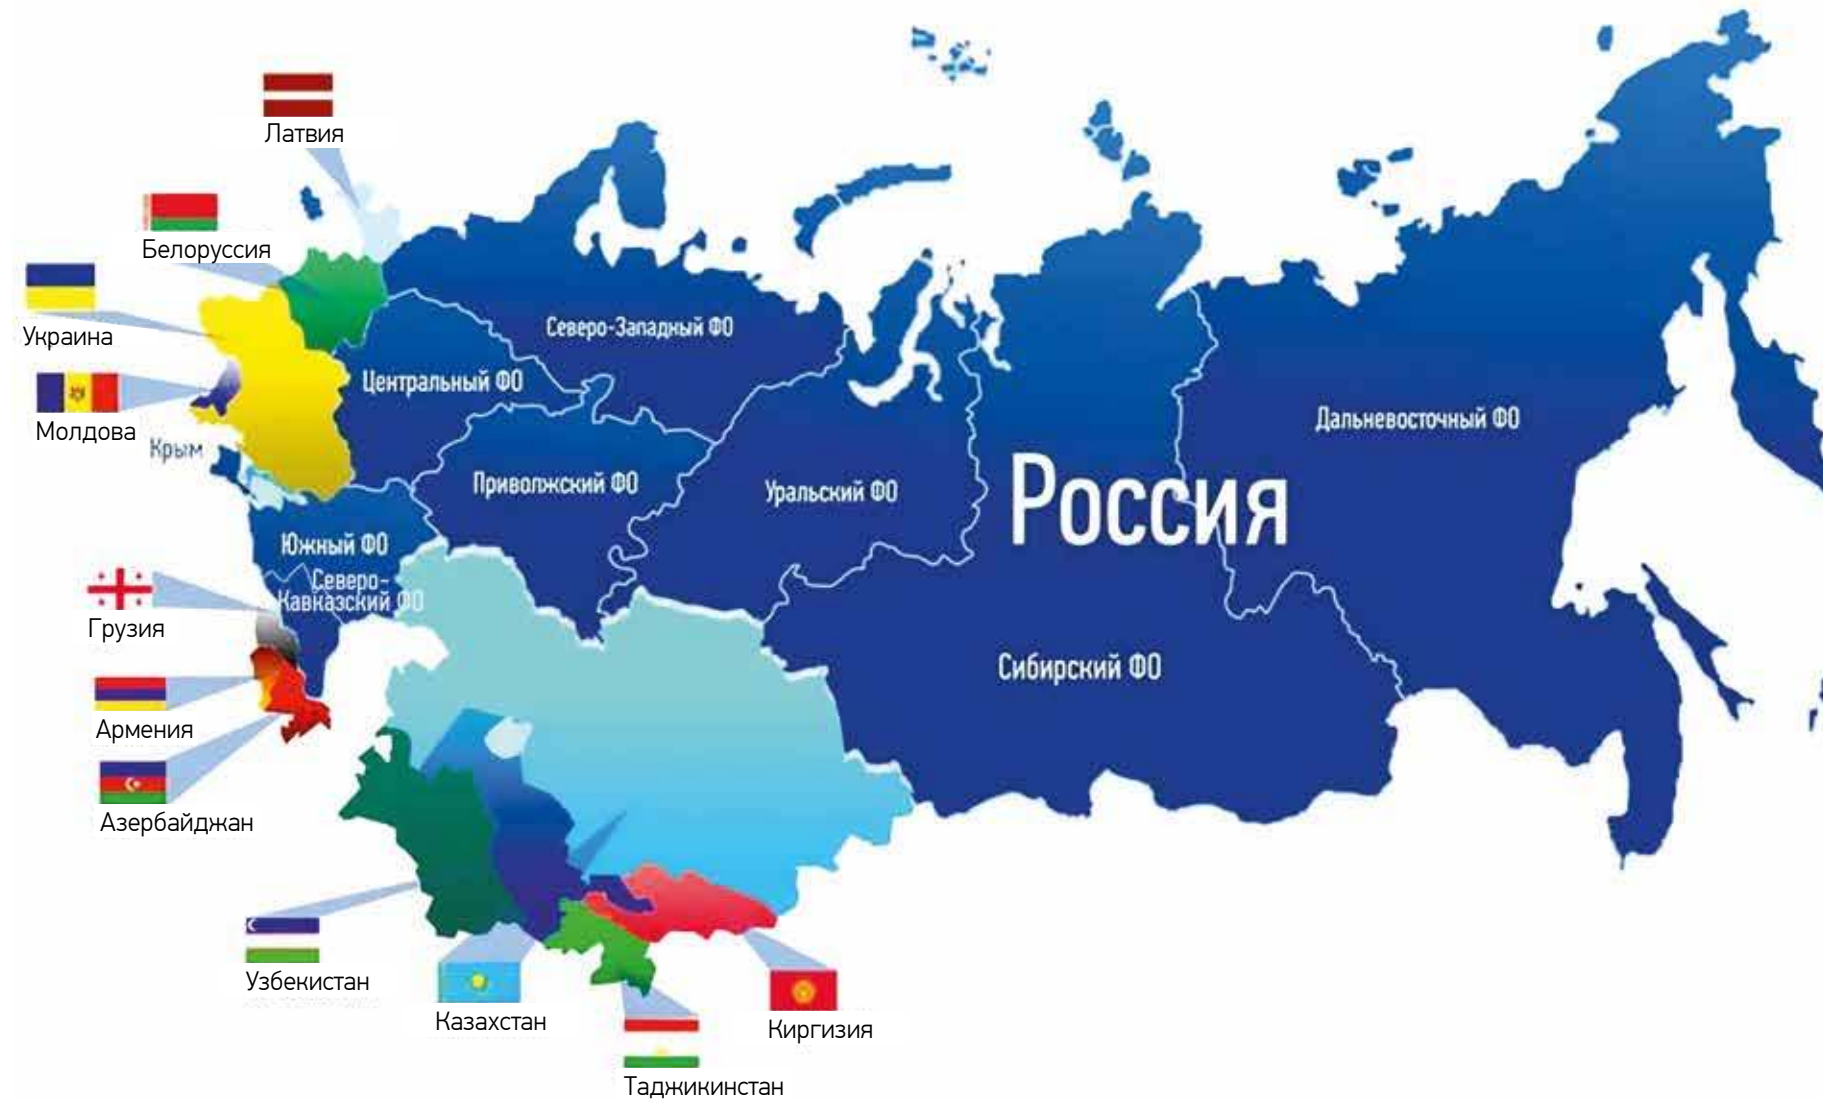 Латвия
Белоруссия
Украина
Северо-Западный ФО
Центральный ФО
Молдова
Дальневосточный ФО
Крым
Приволжский ФО
Уральский ФО
Россия
Южный ФО
Северо-
Кавказский ФО
Грузия
Сибирский ФО
Армения
Азербайджан
Узбекистан
Казахстан
Киргизия
Таджикинстан